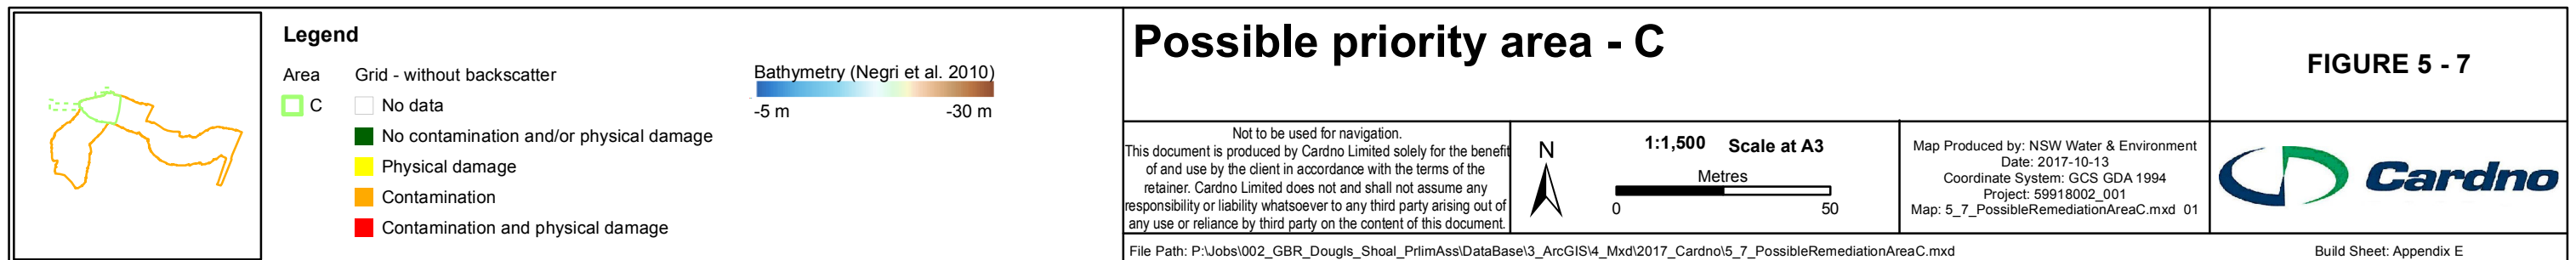 Legend
Area
Grid - without backscatter
C
No data
No contamination and/or physical damage
Physical damage
Contamination
Contamination and physical damage
Bathymetry (Negri et al. 2010)
-5 m
-30 m
Possible priority area - C
FIGURE 5 - 7
Not to be used for navigation.
This document is produced by Cardno Limited solely for the benefit
of and use by the client in accordance with the terms of the
retainer. Cardno Limited does not and shall not assume any
responsibility or liability whatsoever to any third party arising out of
any use or reliance by third party on the content of this document.
N
1:1,500 Scale at A3
Metres
0 50
Map Produced by: NSW Water & Environment
Date: 2017-10-13
Coordinate System: GCS GDA 1994
Project: 59918002_001
Map: 5_7_PossibleRemediationAreaC.mxd 01
Cardno
File Path: P:\Jobs\002_GBR_Dougls_Shoal_PrlimAss\DataBase\3_ArcGIS\4_Mxd\2017_Cardno\5_7_PossibleRemediationAreaC.mxd
Build Sheet: Appendix E